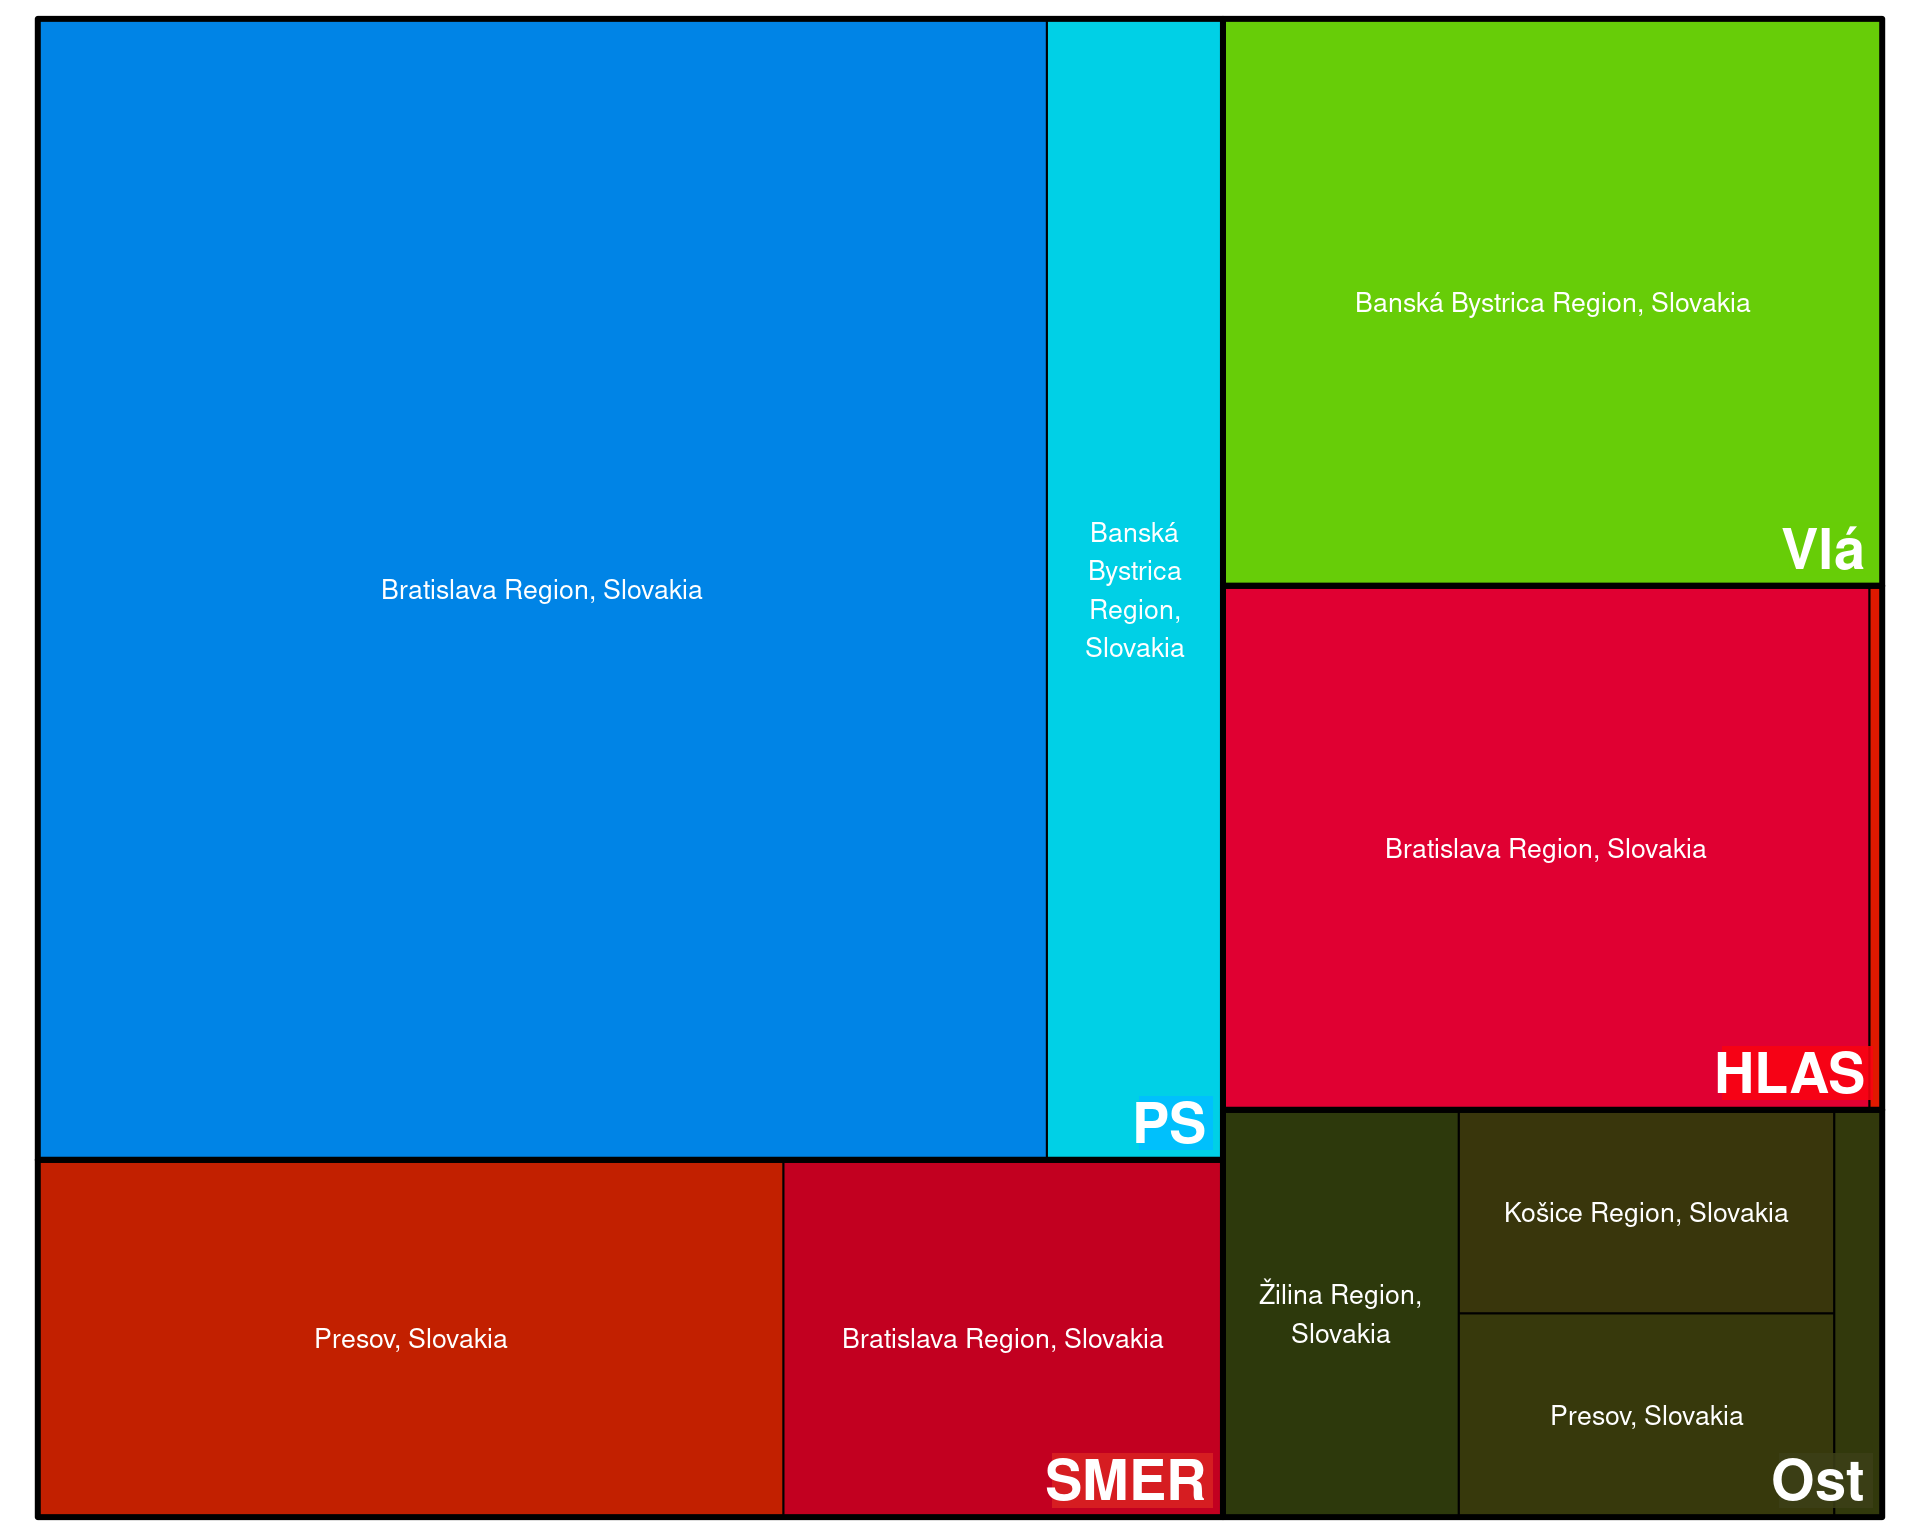 Bratislava Region, Slovakia
Banská
Bystrica
Region,
Slovakia
PS
Presov, Slovakia
Bratislava Region, Slovakia
SMER
Banská Bystrica Region, Slovakia
Vlá
Bratislava Region, Slovakia
HLAS
Žilina Region,
Slovakia
Košice Region, Slovakia
Presov, Slovakia
Ost